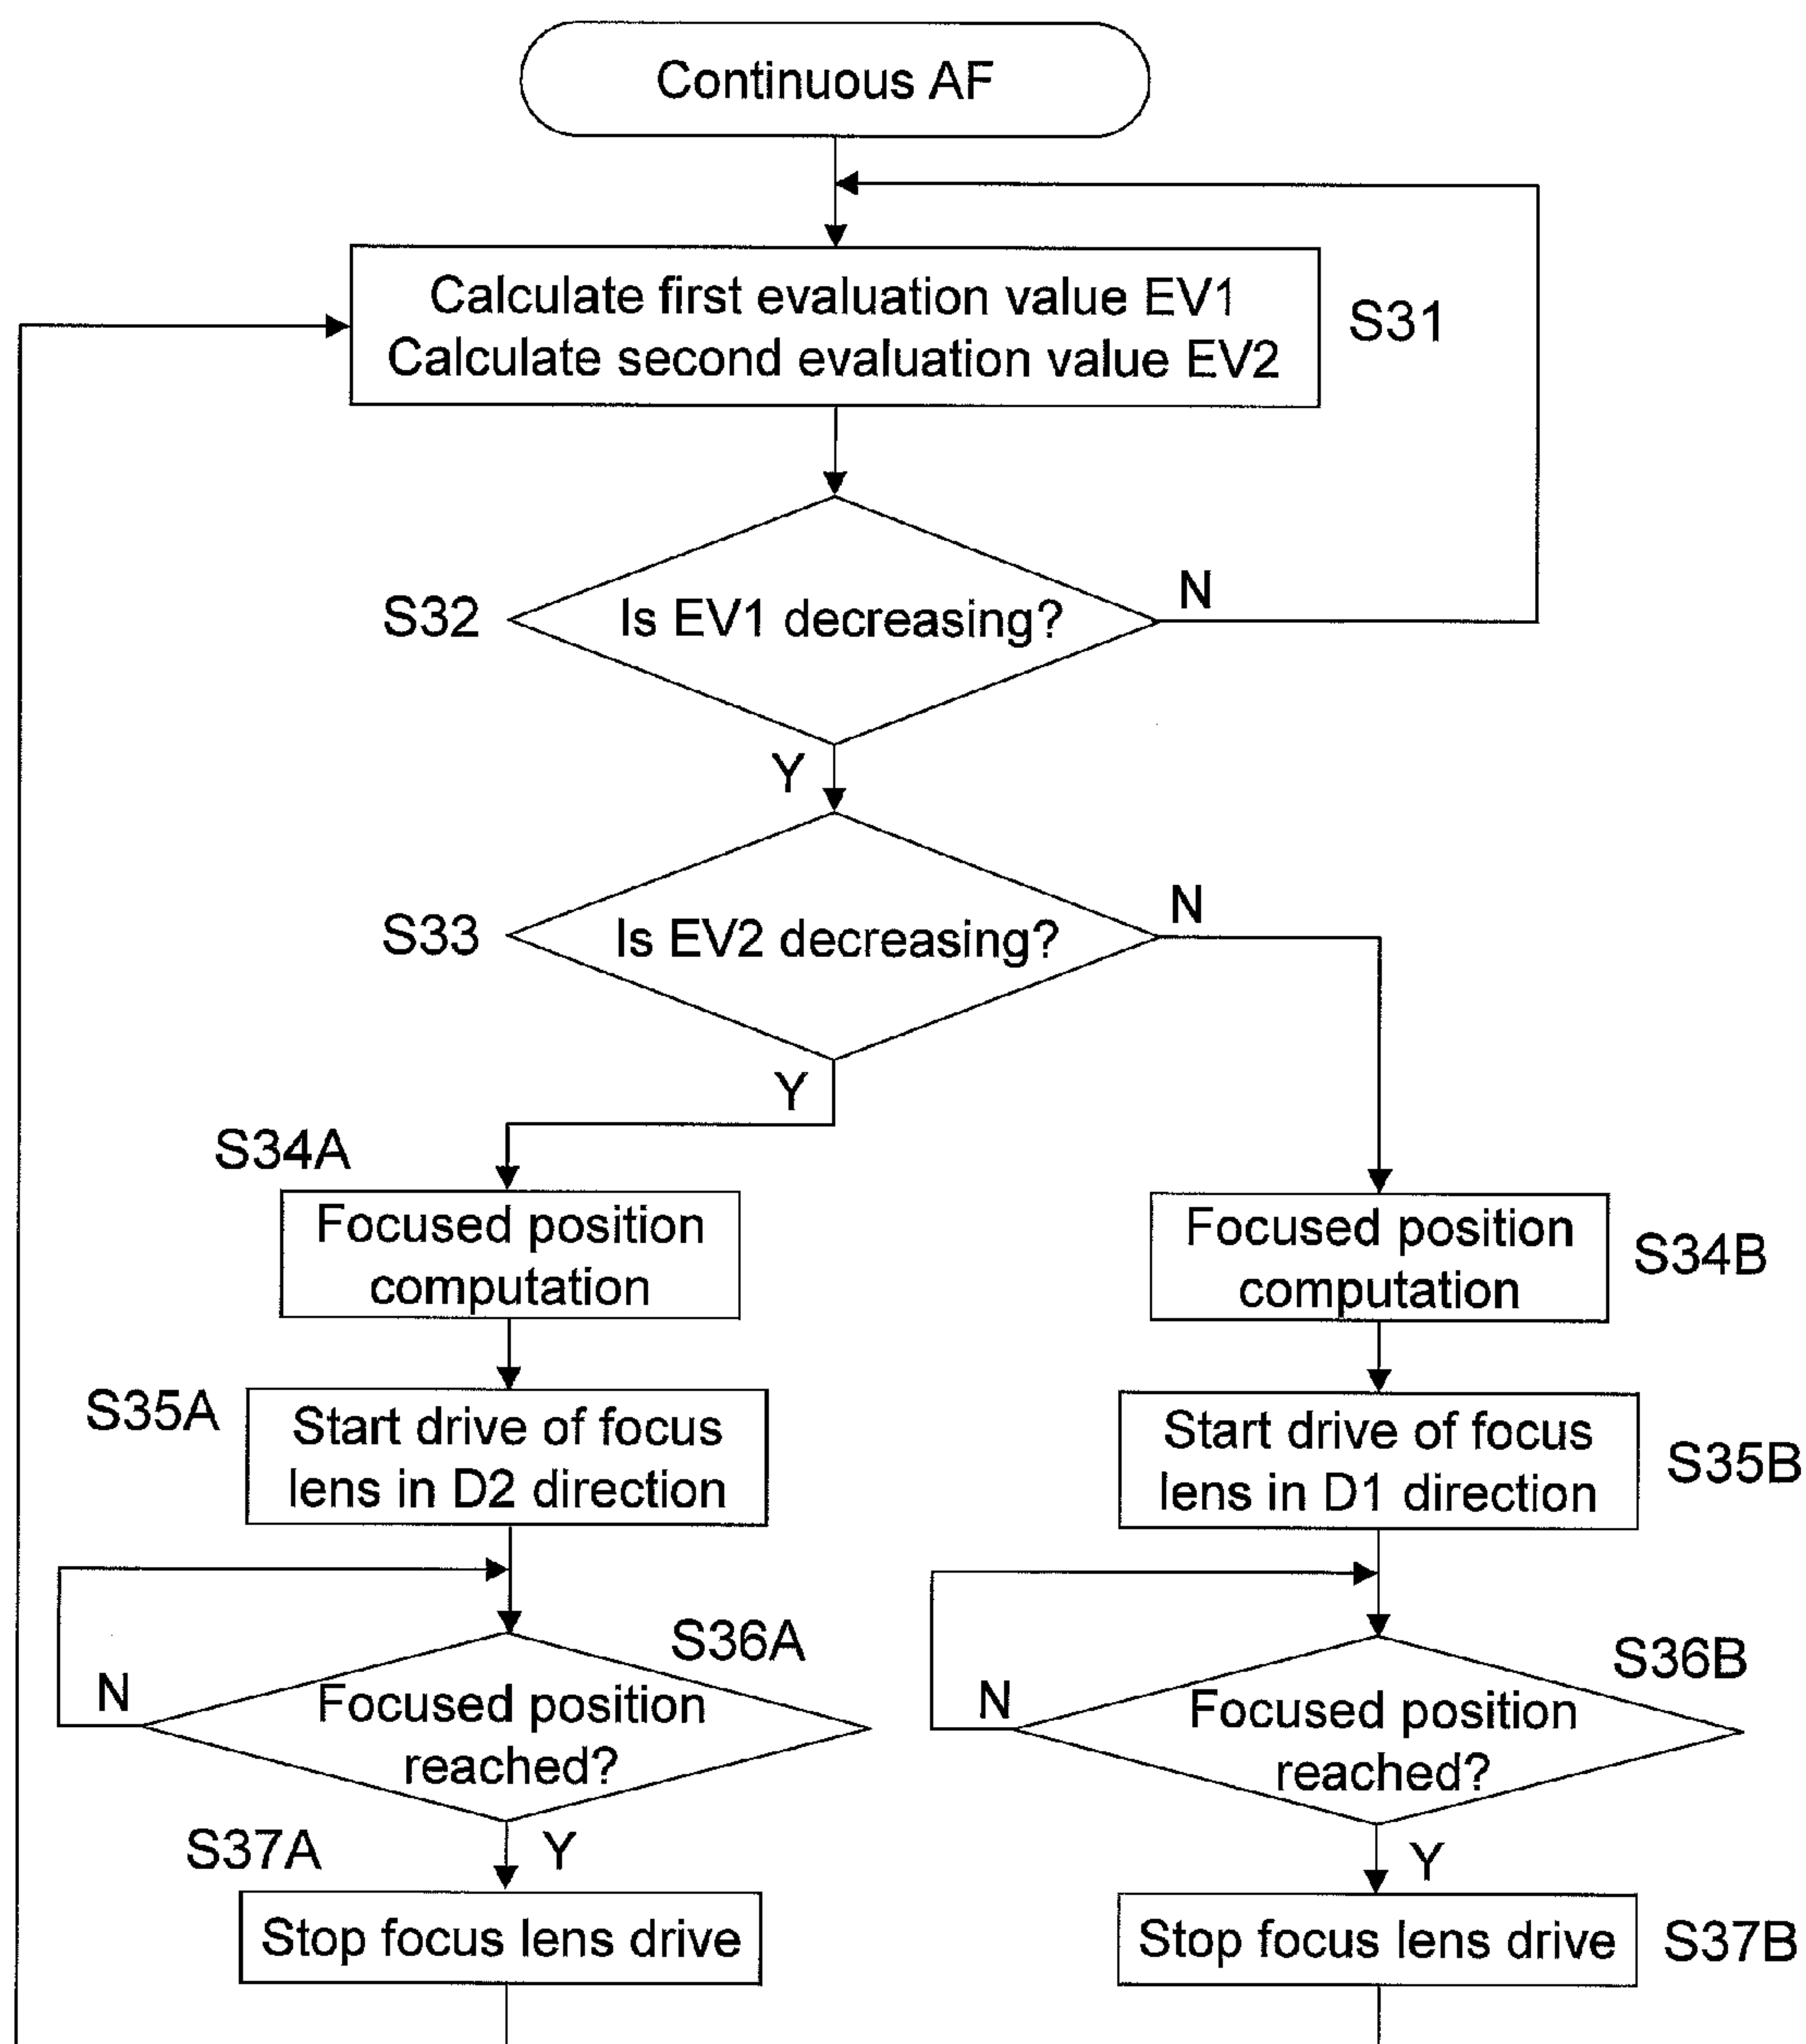 Continuous AF
Calculate first evaluation value EV1
Calculate second evaluation value EV2
S31
S32
Is EV1 decreasing?
N
Y
S33
Is EV2 decreasing?
N
Y
S34A
Focused position
computation
Focused position
computation
S34B
S35A
Start drive of focus
lens in D2 direction
Start drive of focus
lens in D1 direction
S35B
S36A
N
Focused position
reached?
S36B
N
Focused position
reached?
S37A
Y
Y
Stop focus lens drive
Stop focus lens drive
S37B